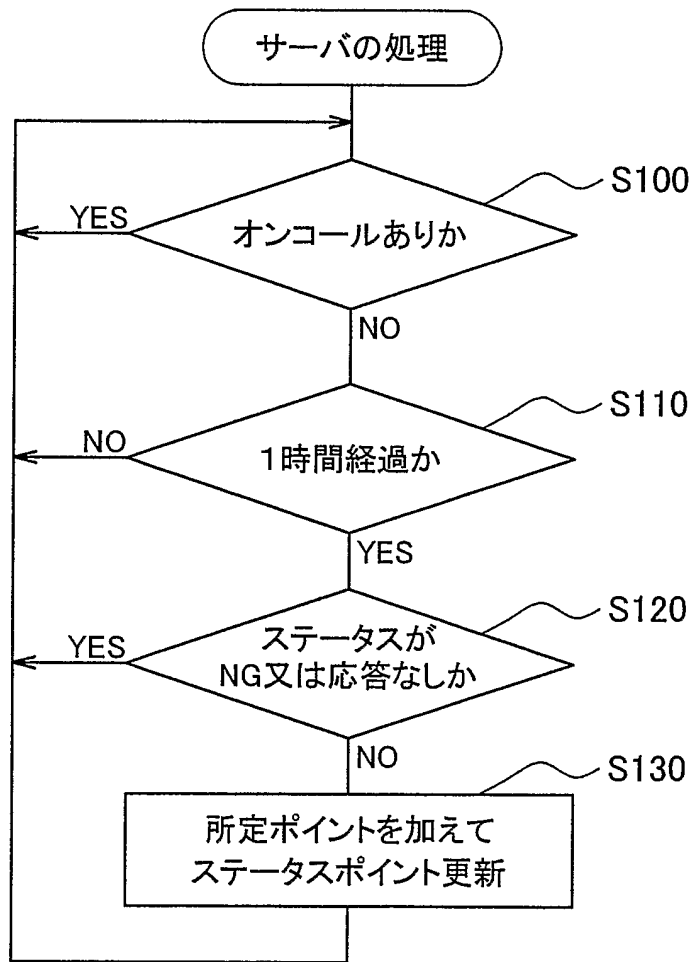 サーバの処理
S100
YES
オンコールありか
NO
S110
NO
1時間経過か
YES
S120
YES
ステータスが
NG又は応答なしか
NO
S130
所定ポイントを加えて
ステータスポイント更新